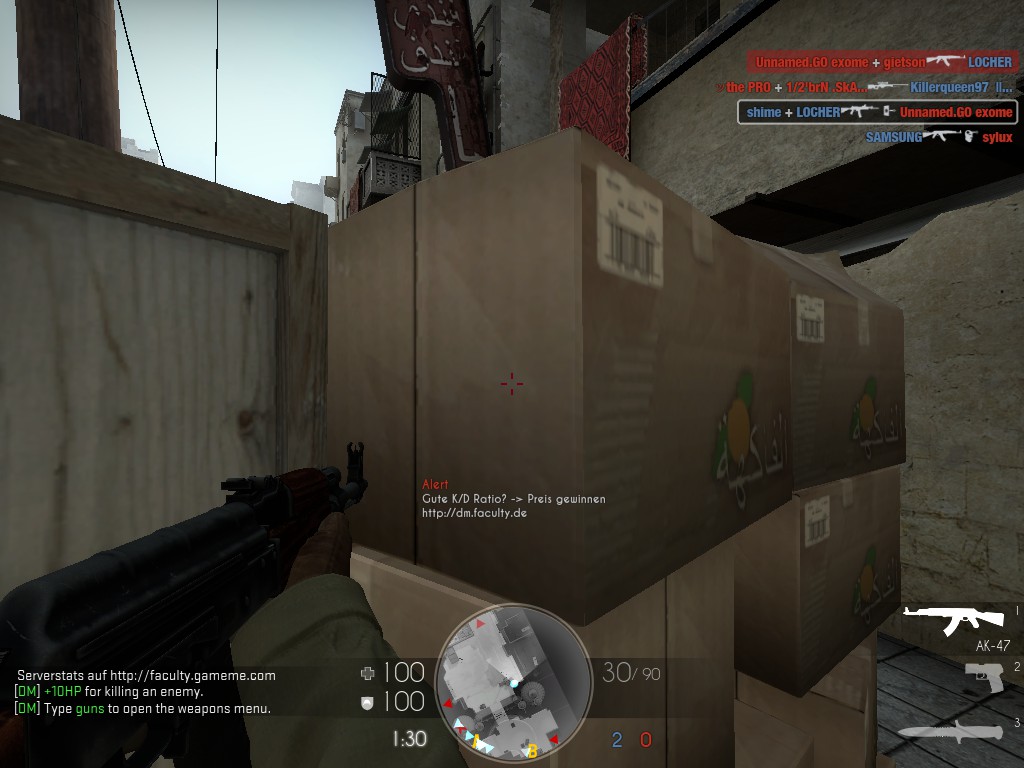 Unnamed.GO exome + gietson LOCHER
the PRO + 1/2'brN .SkA... Killerqueen97 ||...
shime + LOCHER Unnamed.GO exome
SAMSUNG sylux
الفاكهة
الفاكهة
الفاكهة
Alert
Gute K/D Ratio? -> Preis gewinnen
http://dm.faculty.de
1
AK-47
2
3
Serverstats auf http://faculty.gameme.com
[DM] +10HP for killing an enemy.
[DM] Type guns to open the weapons menu.
100
100
1:30
30/90
A
B
2 0